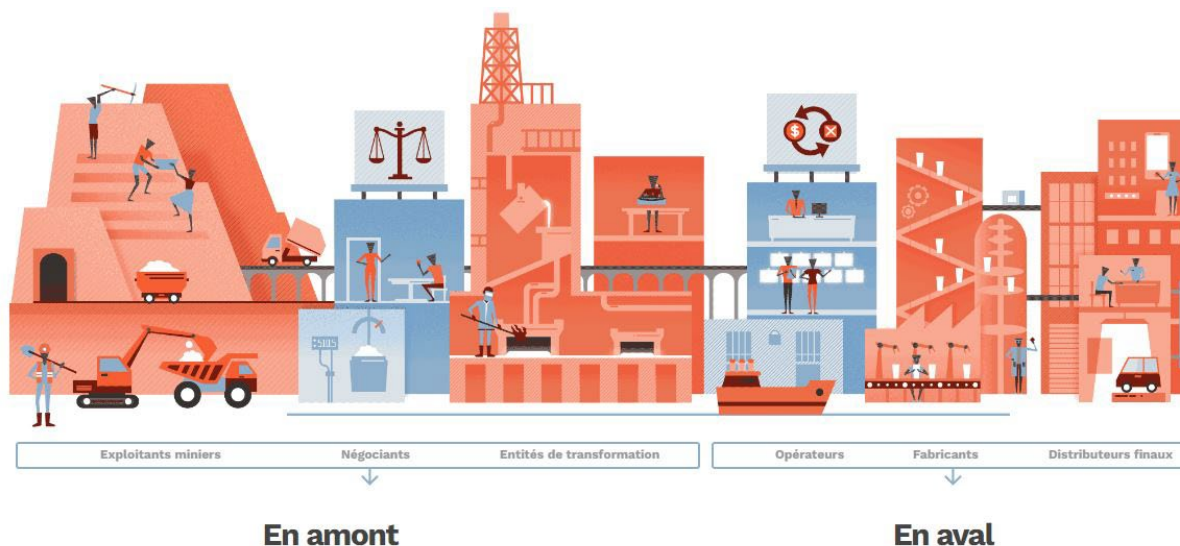 $
Exploitants miniers
Négociants
Entités de transformation
Opérateurs
Fabricants
Distributeurs finaux
En amont
En aval